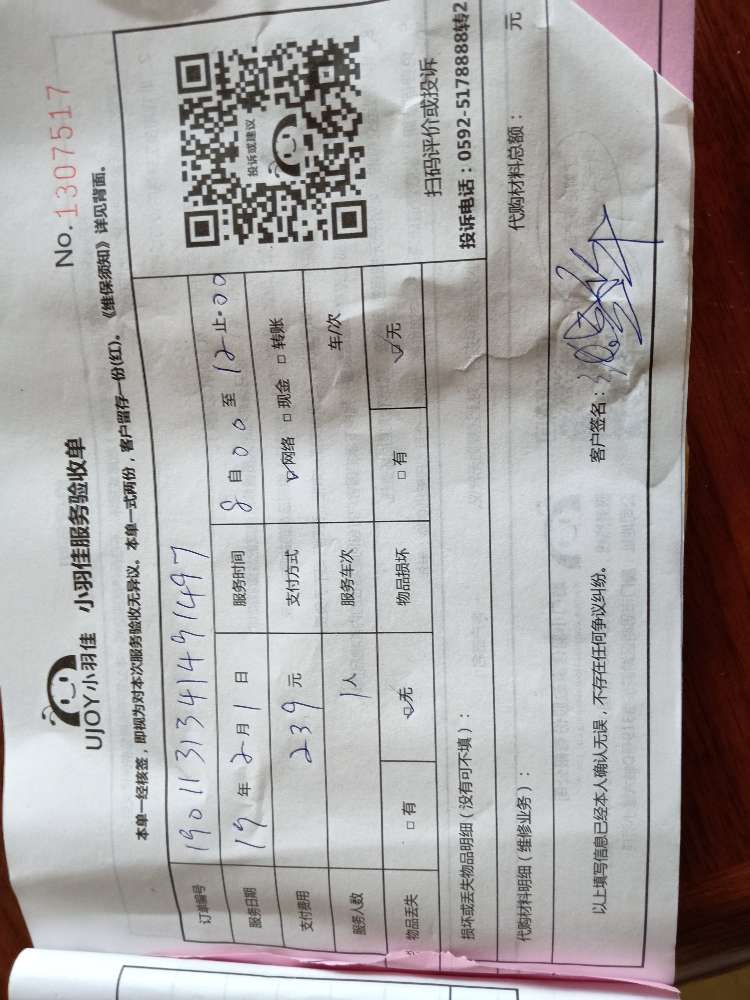 UJOY小羽佳 小羽佳服务验收单
No. 1307517
本单一经核签，即视为对本次服务验收无异议。本单一式两份，客户留存一份(红)。《维保须知》详见背面。
订单编号 1901131341491497
服务日期 19 年 2 月 1 日 服务时间 8 自 00 至 12 止:00
支付费用 239 元 支付方式 ☑网络 □现金 □转账
服务人数 1人 服务车次 车/次
物品丢失 □有 ☑无 物品损坏 □有 ☑无
投诉或建议
扫码评价或投诉
投诉电话：0592-5178888转2
损坏或丢失物品明细（没有可不填）：
代购材料明细（维修业务）： 代购材料总额： 元
以上填写信息已经本人确认无误，不存在任何争议纠纷。 客户签名：